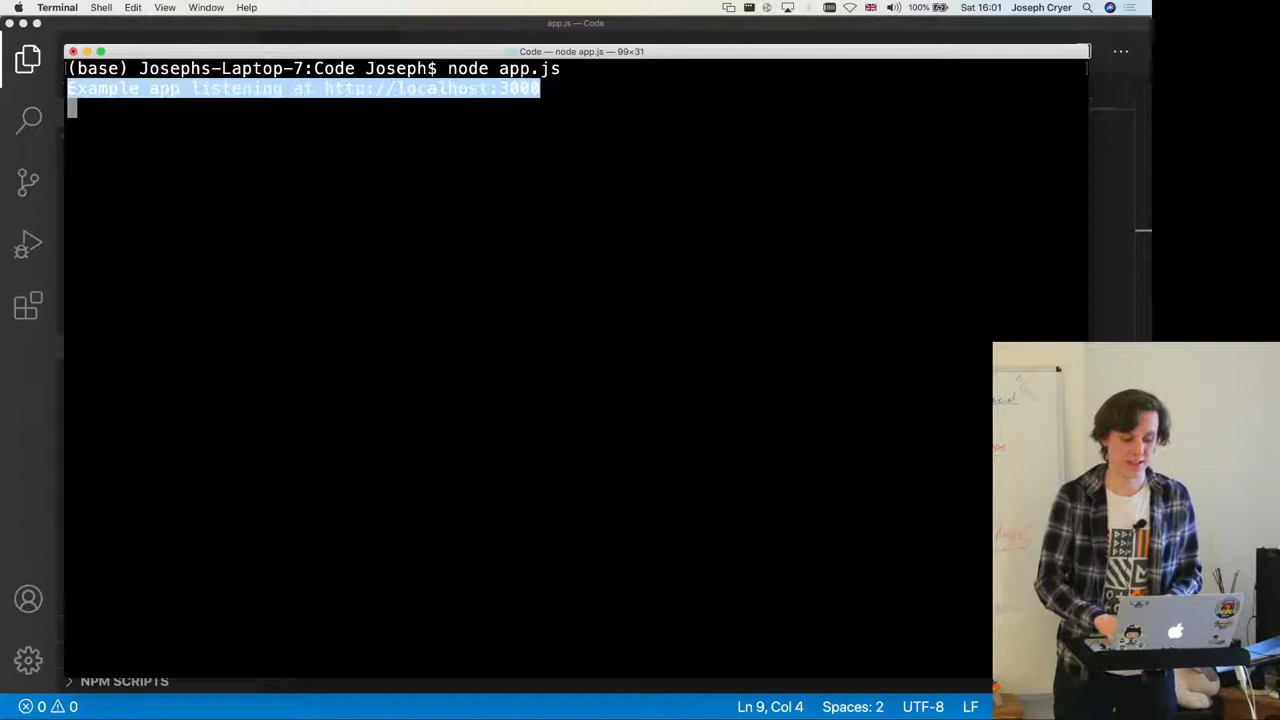 Terminal Shell Edit View Window Help 100% Sat 16:01 Joseph Cryer
app.js — Code
Code — node app.js — 99×31
(base) Josephs-Laptop-7:Code Joseph$ node app.js
Example app listening at http://localhost:3000
NPM SCRIPTS
0 0 Ln 9, Col 4 Spaces: 2 UTF-8 LF